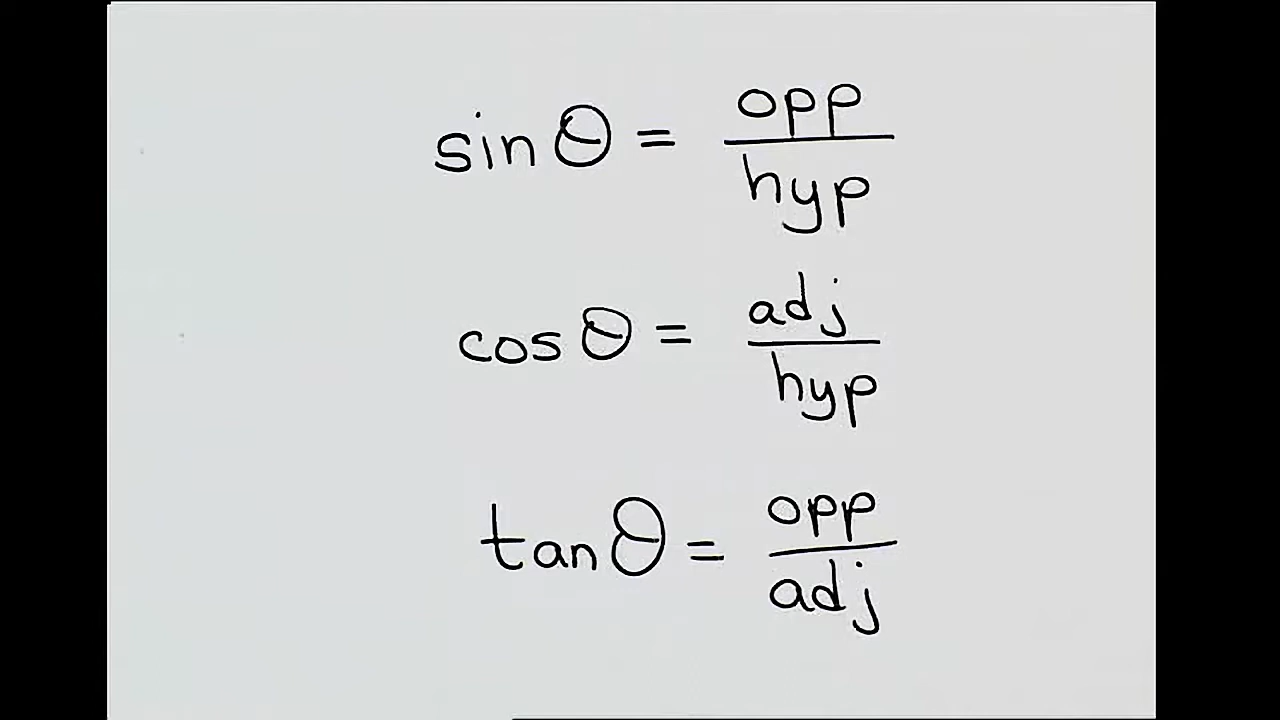 sin θ = opp/hyp
cos θ = adj/hyp
tan θ = opp/adj